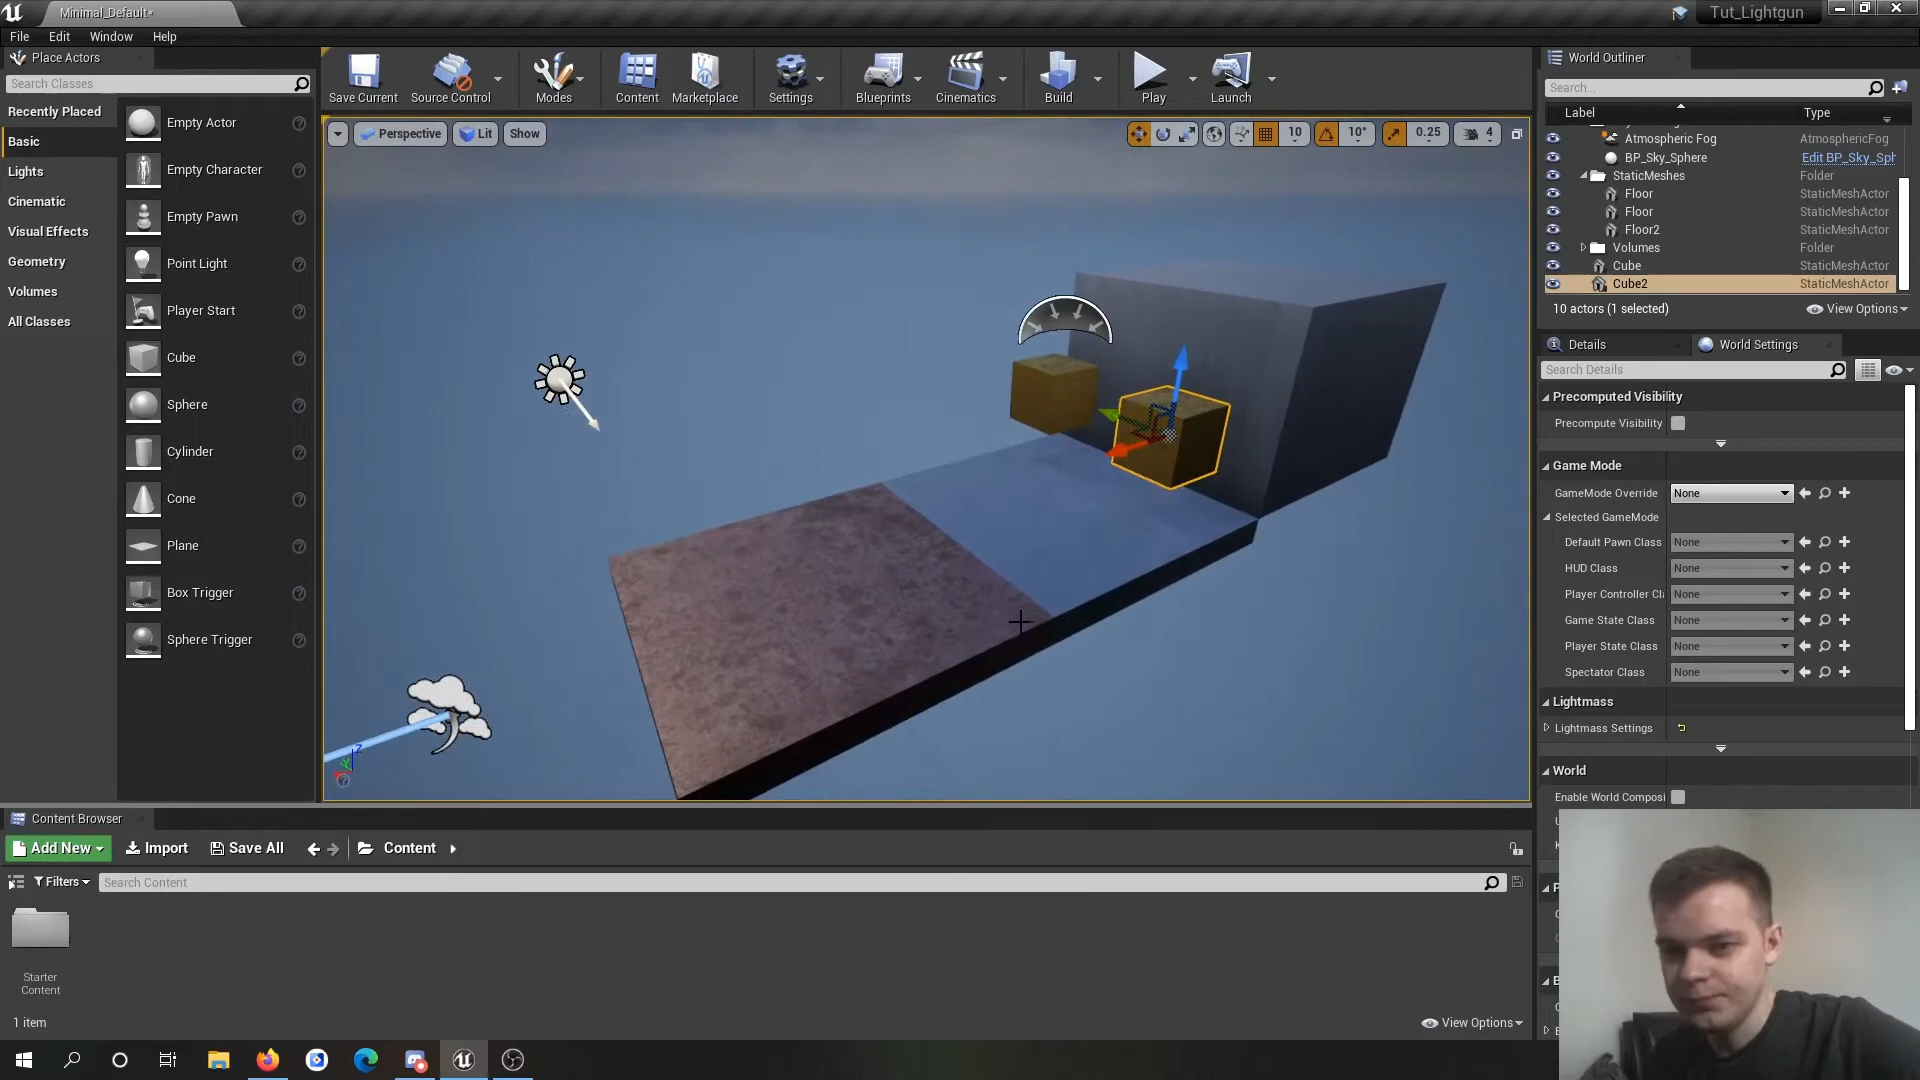 Minimal_Default*
Tut_Lightgun
File Edit Window Help
Place Actors
Search Classes
Recently Placed
Basic
Lights
Cinematic
Visual Effects
Geometry
Volumes
All Classes
Empty Actor
Empty Character
Empty Pawn
Point Light
Player Start
Cube
Sphere
Cylinder
Cone
Plane
Box Trigger
Sphere Trigger
Save Current Source Control Modes Content Marketplace Settings Blueprints Cinematics Build Play Launch
Perspective Lit Show
10 10° 0.25 4
World Outliner
Search...
Label Type
Atmospheric Fog AtmosphericFog
BP_Sky_Sphere Edit BP_Sky_Sph
StaticMeshes Folder
Floor StaticMeshActor
Floor StaticMeshActor
Floor2 StaticMeshActor
Volumes Folder
Cube StaticMeshActor
Cube2 StaticMeshActor
10 actors (1 selected) View Options
Details World Settings
Search Details
Precomputed Visibility
Precompute Visibility
Game Mode
GameMode Override None
Selected GameMode
Default Pawn Class None
HUD Class None
Player Controller Cl None
Game State Class None
Player State Class None
Spectator Class None
Lightmass
Lightmass Settings
World
Enable World Composi
Content Browser
Add New Import Save All Content
Filters Search Content
Starter
Content
1 item View Options